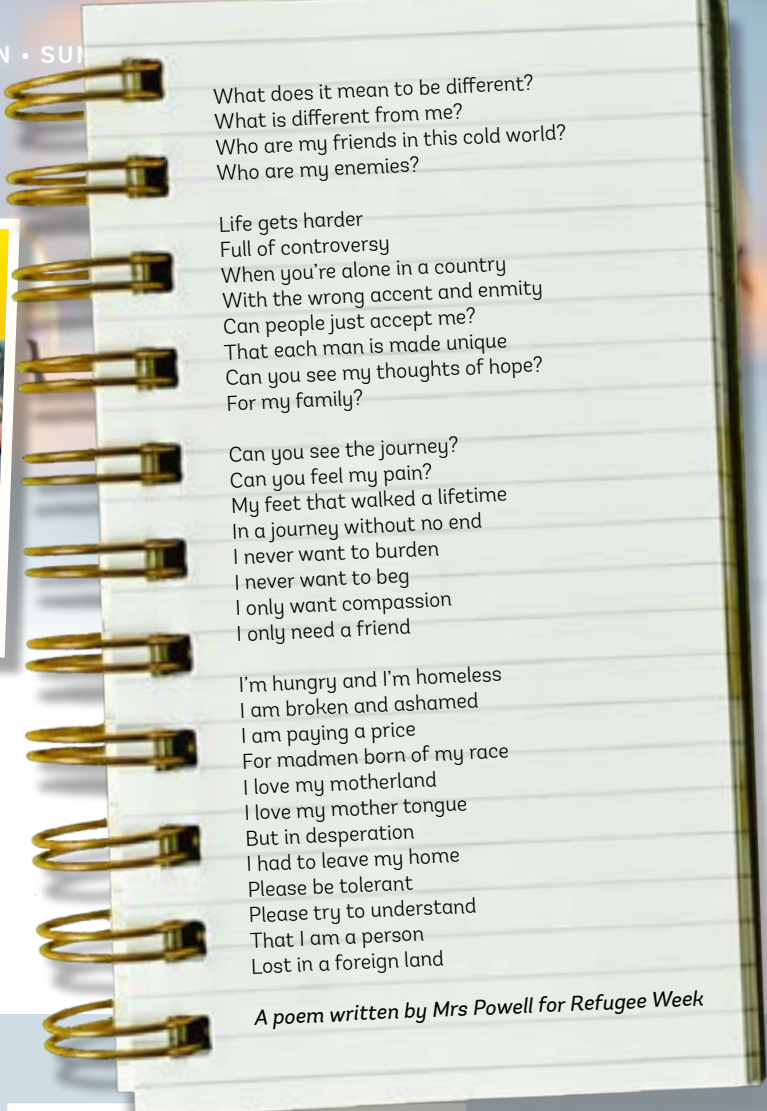 N • SUN
What does it mean to be different?
What is different from me?
Who are my friends in this cold world?
Who are my enemies?
Life gets harder
Full of controversy
When you're alone in a country
With the wrong accent and enmity
Can people just accept me?
That each man is made unique
Can you see my thoughts of hope?
For my family?
Can you see the journey?
Can you feel my pain?
My feet that walked a lifetime
In a journey without no end
I never want to burden
I never want to beg
I only want compassion
I only need a friend
I'm hungry and I'm homeless
I am broken and ashamed
I am paying a price
For madmen born of my race
I love my motherland
I love my mother tongue
But in desperation
I had to leave my home
Please be tolerant
Please try to understand
That I am a person
Lost in a foreign land
A poem written by Mrs Powell for Refugee Week